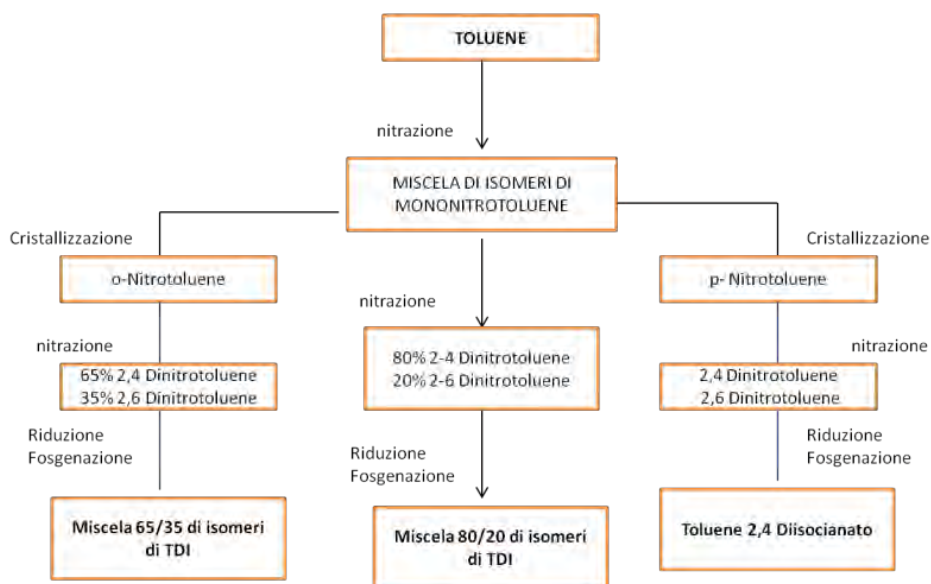 TOLUENE
nitrazione
MISCELA DI ISOMERI DI
MONONITROTOLUENE
Cristallizzazione
Cristallizzazione
o-Nitrotoluene
p- Nitrotoluene
nitrazione
nitrazione
nitrazione
65% 2,4 Dinitrotoluene
35% 2,6 Dinitrotoluene
80% 2-4 Dinitrotoluene
20% 2-6 Dinitrotoluene
2,4 Dinitrotoluene
2,6 Dinitrotoluene
Riduzione
Fosgenazione
Riduzione
Fosgenazione
Riduzione
Fosgenazione
Miscela 65/35 di isomeri
di TDI
Miscela 80/20 di isomeri
di TDI
Toluene 2,4 Diisocianato